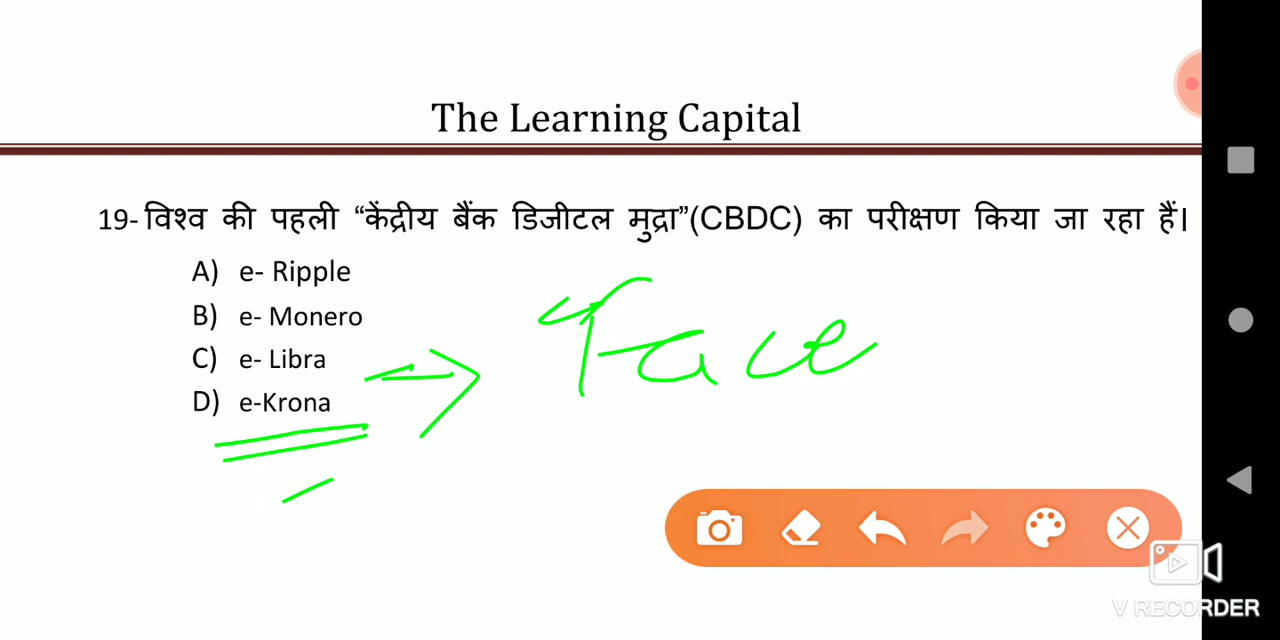 The Learning Capital
19- विश्व की पहली “केंद्रीय बैंक डिजीटल मुद्रा”(CBDC) का परीक्षण किया जा रहा हैं।
A) e- Ripple
B) e- Monero
C) e- Libra
D) e-Krona
Face
V RECORDER